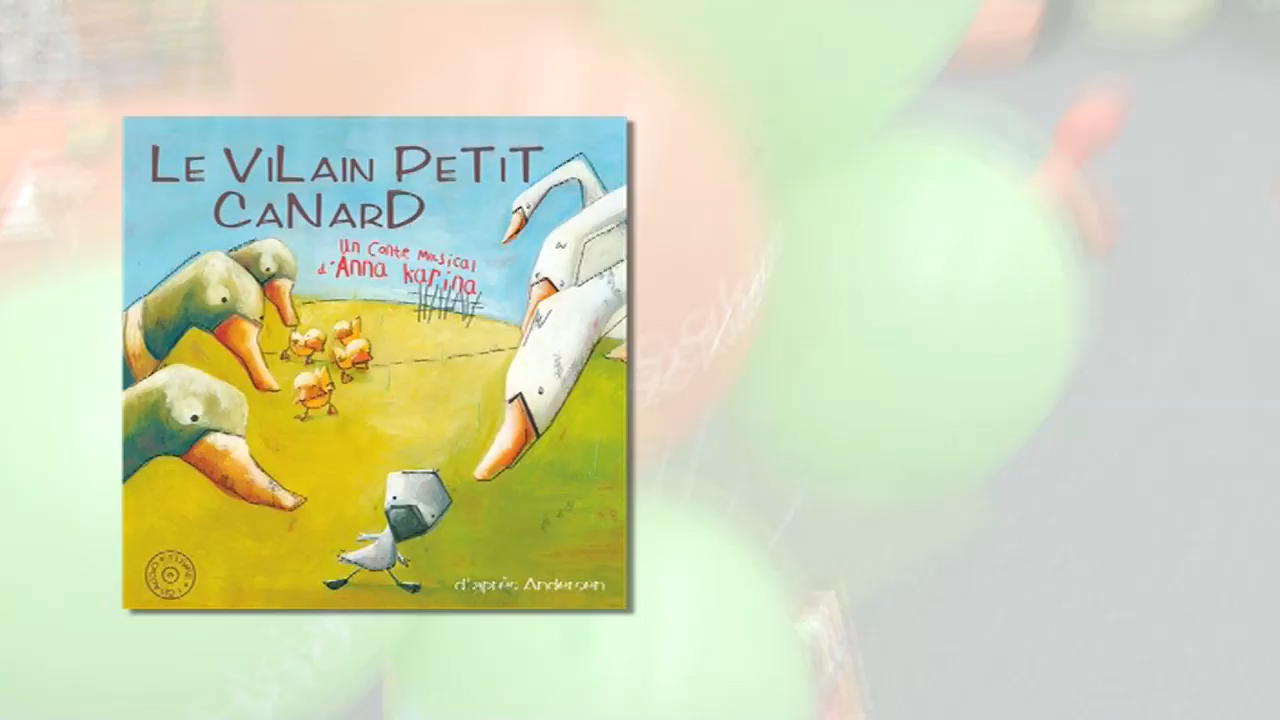 Le Vilain Petit
Canard
Un Conte Musical
d'Anna Karina
d'après Andersen